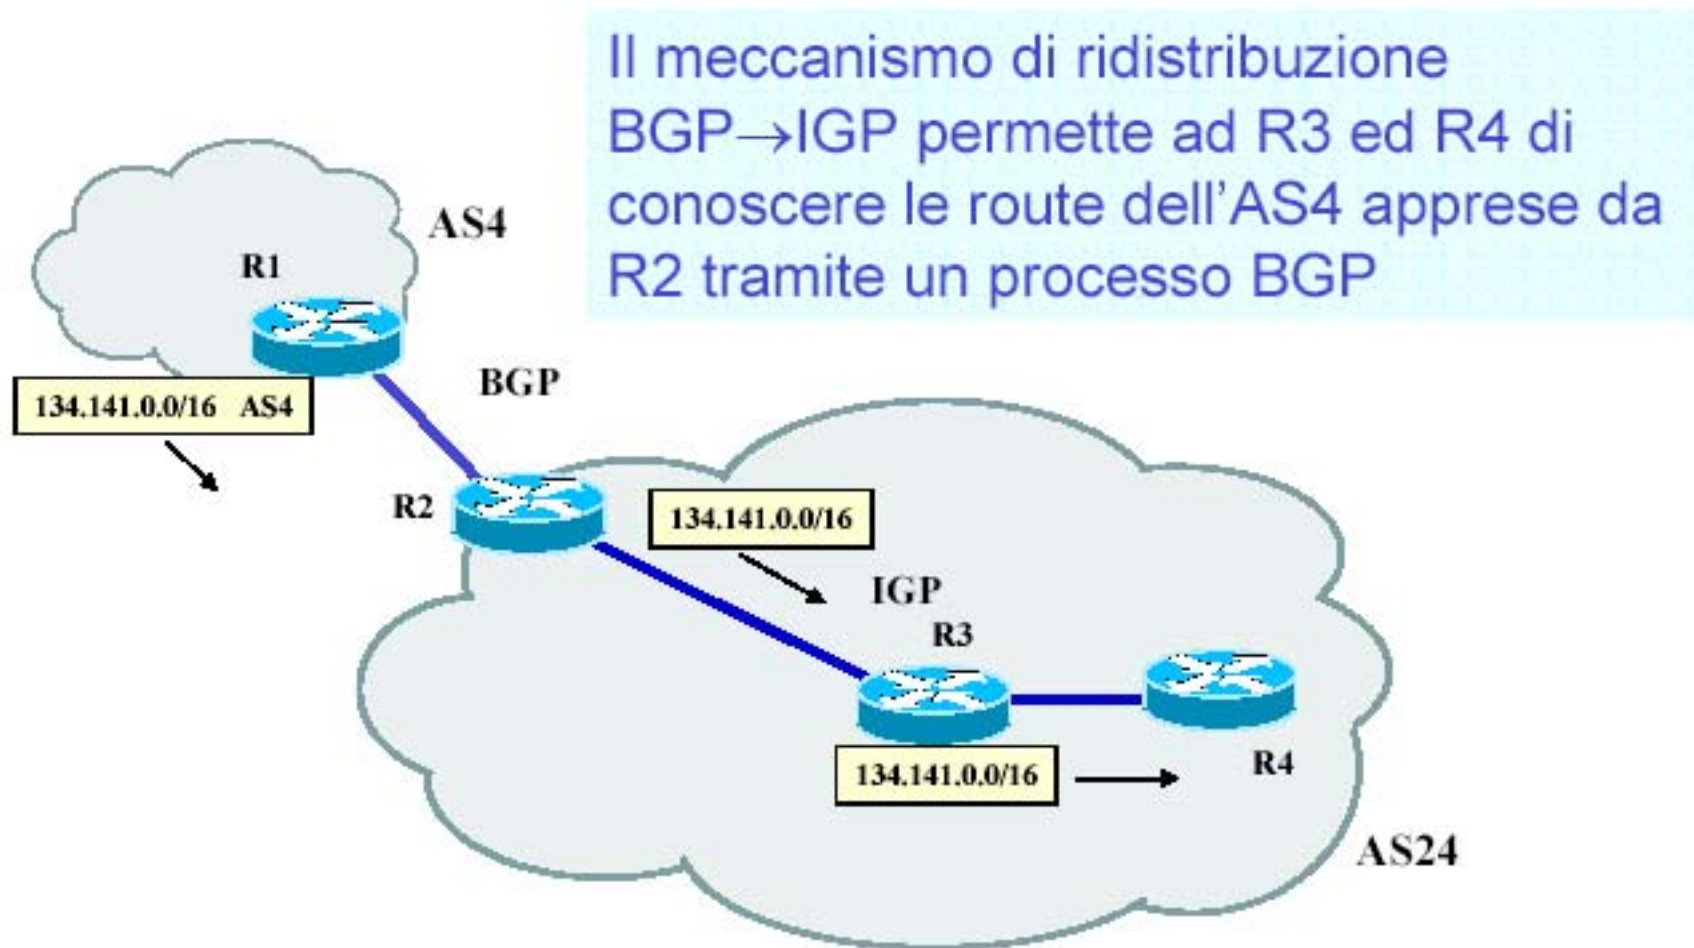 Il meccanismo di ridistribuzione
BGP→IGP permette ad R3 ed R4 di
conoscere le route dell'AS4 apprese da
R2 tramite un processo BGP
AS4
R1
134.141.0.0/16 AS4
BGP
R2
134.141.0.0/16
IGP
R3
134.141.0.0/16
R4
AS24